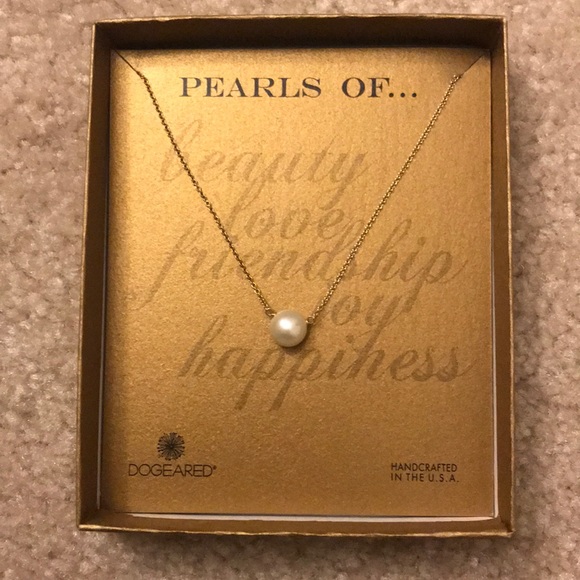 PEARLS OF...
beauty
love
friendship
joy
happiness
DOGEARED®
HANDCRAFTED
IN THE U.S.A.